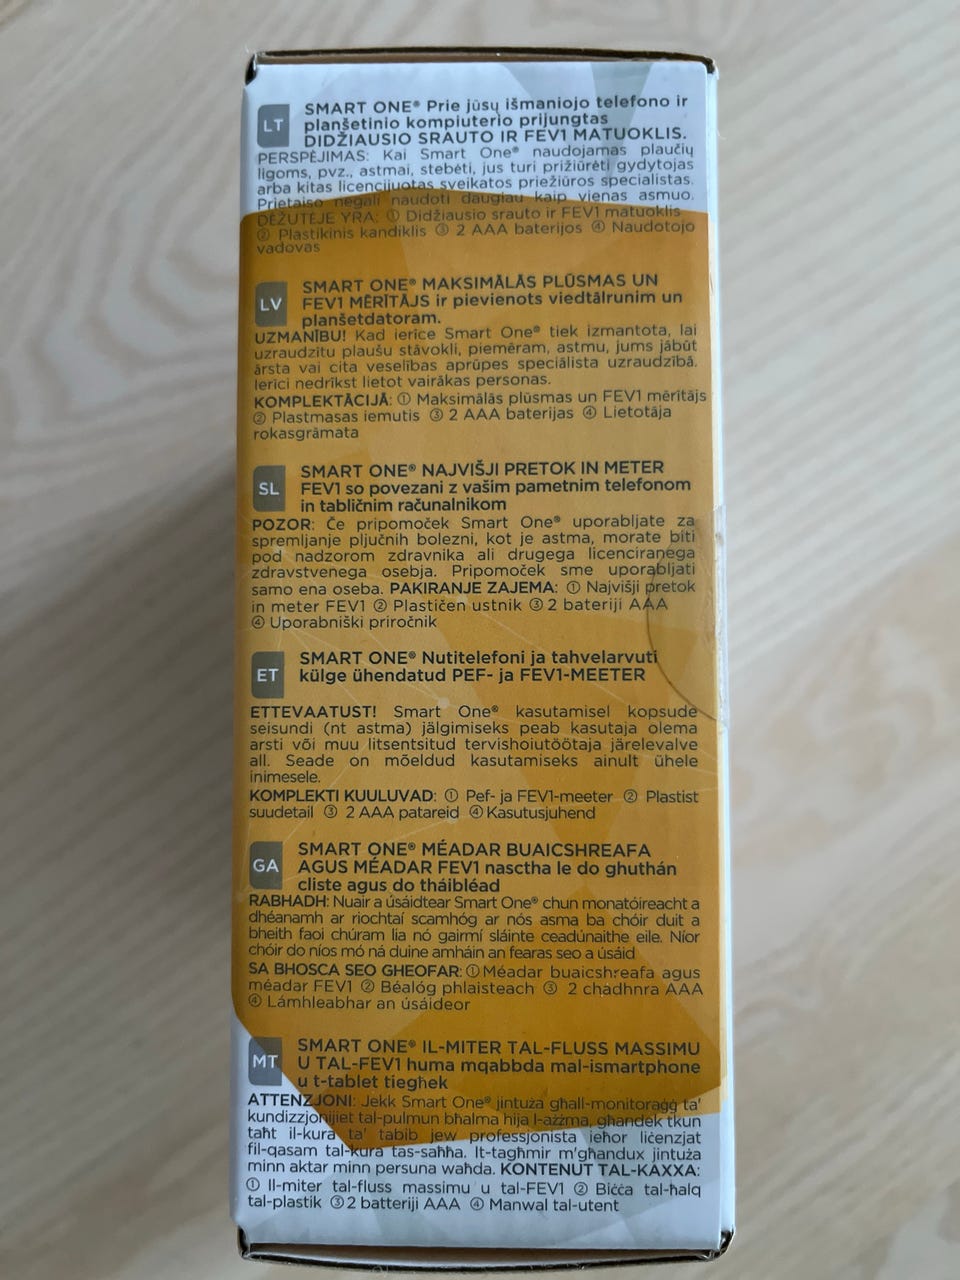 LT
SMART ONE® Prie jūsų išmaniojo telefono ir
planšetinio kompiuterio prijungtas
DIDŽIAUSIO SRAUTO IR FEV1 MATUOKLIS.
PERSPĖJIMAS: Kai Smart One® naudojamas plaučių
ligoms, pvz., astmai, stebėti, jus turi prižiūrėti gydytojas
arba kitas licencijuotas sveikatos priežiūros specialistas.
Prietaiso negali naudoti daugiau kaip vienas asmuo.
DĖŽUTĖJE YRA: ① Didžiausio srauto ir FEV1 matuoklis
② Plastikinis kandiklis ③ 2 AAA baterijos ④ Naudotojo
vadovas
LV
SMART ONE® MAKSIMĀLĀS PLŪSMAS UN
FEV1 MĒRĪTĀJS ir pievienots viedtālrunim un
planšetdatoram.
UZMANĪBU! Kad ierīce Smart One® tiek izmantota, lai
uzraudzītu plaušu stāvokli, piemēram, astmu, jums jābūt
ārsta vai cita veselības aprūpes speciālista uzraudzībā.
Ierīci nedrīkst lietot vairākas personas.
KOMPLEKTĀCIJĀ: ① Maksimālās plūsmas un FEV1 mērītājs
② Plastmasas iemutis ③ 2 AAA baterijas ④ Lietotāja
rokasgrāmata
SL
SMART ONE® NAJVIŠJI PRETOK IN METER
FEV1 so povezani z vašim pametnim telefonom
in tabličnim računalnikom
POZOR: Če pripomoček Smart One® uporabljate za
spremljanje pljučnih bolezni, kot je astma, morate biti
pod nadzorom zdravnika ali drugega licenciranega
zdravstvenega osebja. Pripomoček sme uporabljati
samo ena oseba. PAKIRANJE ZAJEMA: ① Najvišji pretok
in meter FEV1 ② Plastičen ustnik ③ 2 bateriji AAA
④ Uporabniški priročnik
ET
SMART ONE® Nutitelefoni ja tahvelarvuti
külge ühendatud PEF- ja FEV1-MEETER
ETTEVAATUST! Smart One® kasutamisel kopsude
seisundi (nt astma) jälgimiseks peab kasutaja olema
arsti või muu litsentsitud tervishoiutöötaja järelevalve
all. Seade on mõeldud kasutamiseks ainult ühele
inimesele.
KOMPLEKTI KUULUVAD: ① Pef- ja FEV1-meeter ② Plastist
suudetail ③ 2 AAA patareid ④ Kasutusjuhend
GA
SMART ONE® MÉADAR BUAICSHREAFA
AGUS MÉADAR FEV1 nasctha le do ghuthán
cliste agus do tháibléad
RABHADH: Nuair a úsáidtear Smart One® chun monatóireacht a
dhéanamh ar riochtaí scamhóg ar nós asma ba chóir duit a
bheith faoi chúram lia nó gairmí sláinte ceadúnaithe eile. Níor
chóir do níos mó ná duine amháin an fearas seo a úsáid
SA BHOSCA SEO GHEOFAR: ① Méadar buaicshreafa agus
méadar FEV1 ② Béalóg phlaisteach ③ 2 chadhnra AAA
④ Lámhleabhar an úsáideor
MT
SMART ONE® IL-MITER TAL-FLUSS MASSIMU
U TAL-FEV1 huma mqabbda mal-ismartphone
u t-tablet tiegħek
ATTENZJONI: Jekk Smart One® jintuża għall-monitoraġġ ta'
kundizzjonijiet tal-pulmun bħalma hija l-ażżma, għandek tkun
taħt il-kura ta' tabib jew professjonista ieħor liċenzjat
fil-qasam tal-kura tas-saħħa. It-tagħmir m'għandux jintuża
minn aktar minn persuna waħda. KONTENUT TAL-KAXXA:
① Il-miter tal-fluss massimu u tal-FEV1 ② Biċċa tal-ħalq
tal-plastik ③ 2 batteriji AAA ④ Manwal tal-utent